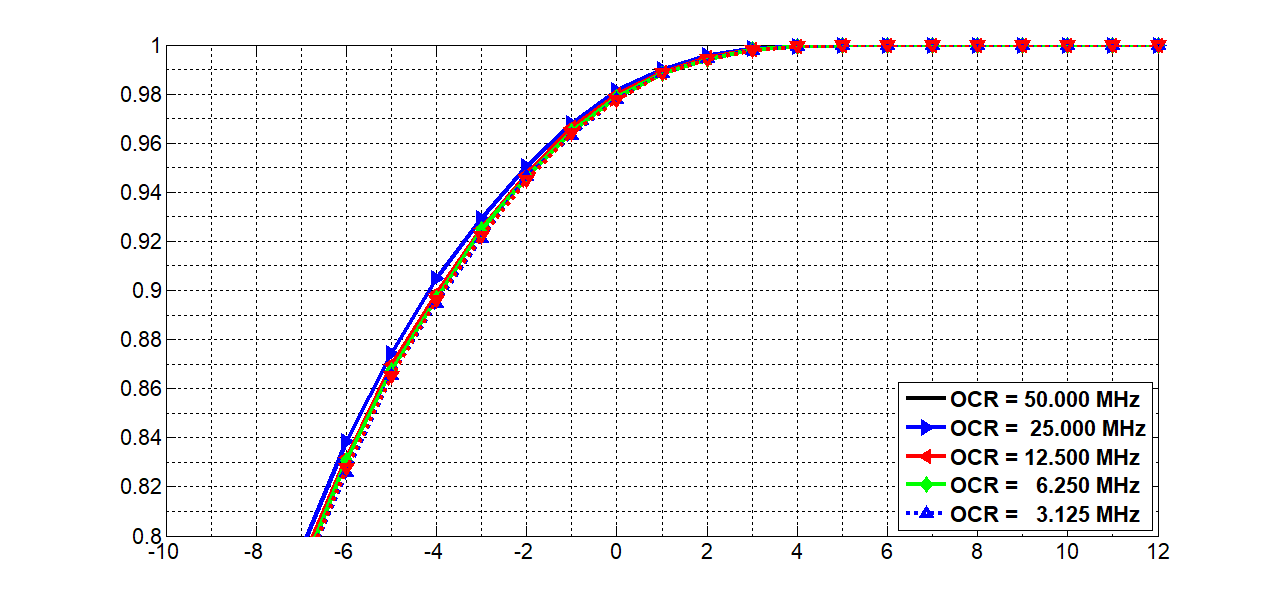 1
0.98
0.96
0.94
0.92
0.9
0.88
0.86
0.84
0.82
0.8
-10 -8 -6 -4 -2 0 2 4 6 8 10 12
OCR = 50.000 MHz
OCR = 25.000 MHz
OCR = 12.500 MHz
OCR = 6.250 MHz
OCR = 3.125 MHz